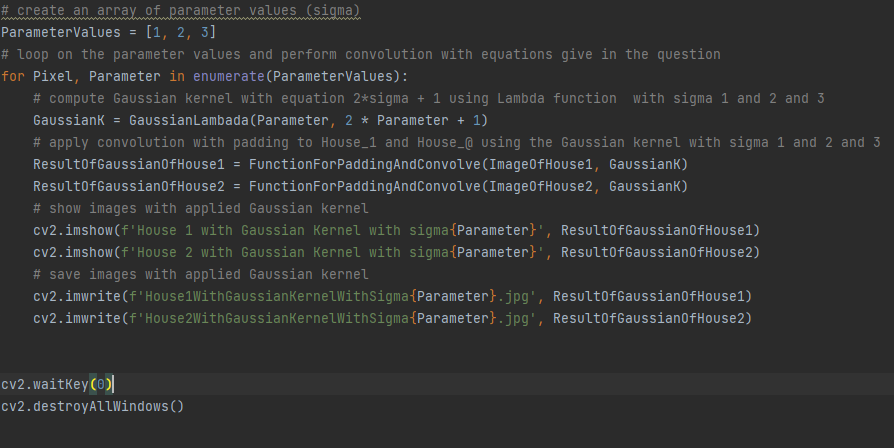 # create an array of parameter values (sigma)
ParameterValues = [1, 2, 3]
# loop on the parameter values and perform convolution with equations give in the question
for Pixel, Parameter in enumerate(ParameterValues):
    # compute Gaussian kernel with equation 2*sigma + 1 using Lambda function  with sigma 1 and 2 and 3
    GaussianK = GaussianLambada(Parameter, 2 * Parameter + 1)
    # apply convolution with padding to House_1 and House_@ using the Gaussian kernel with sigma 1 and 2 and 3
    ResultOfGaussianOfHouse1 = FunctionForPaddingAndConvolve(ImageOfHouse1, GaussianK)
    ResultOfGaussianOfHouse2 = FunctionForPaddingAndConvolve(ImageOfHouse2, GaussianK)
    # show images with applied Gaussian kernel
    cv2.imshow(f'House 1 with Gaussian Kernel with sigma{Parameter}', ResultOfGaussianOfHouse1)
    cv2.imshow(f'House 2 with Gaussian Kernel with sigma{Parameter}', ResultOfGaussianOfHouse2)
    # save images with applied Gaussian kernel
    cv2.imwrite(f'House1WithGaussianKernelWithSigma{Parameter}.jpg', ResultOfGaussianOfHouse1)
    cv2.imwrite(f'House2WithGaussianKernelWithSigma{Parameter}.jpg', ResultOfGaussianOfHouse2)
cv2.waitKey(0)
cv2.destroyAllWindows()